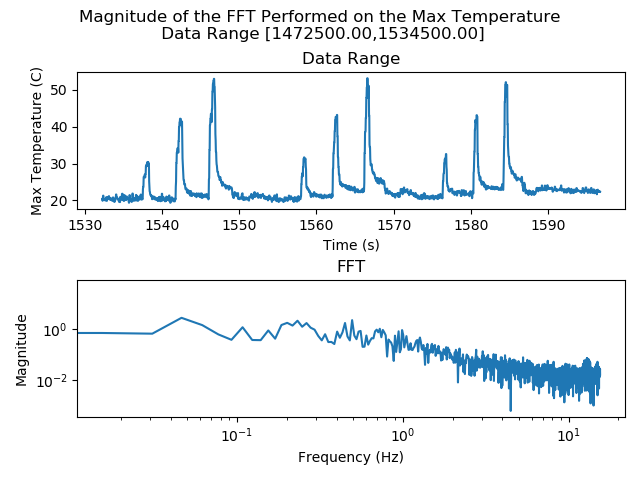 Magnitude of the FFT Performed on the Max Temperature
Data Range [1472500.00,1534500.00]
Data Range
Max Temperature (C)
50
40
30
20
1530
1540
1550
1560
1570
1580
1590
Time (s)
FFT
Magnitude
10^0
10^-2
10^-1
10^0
10^1
Frequency (Hz)